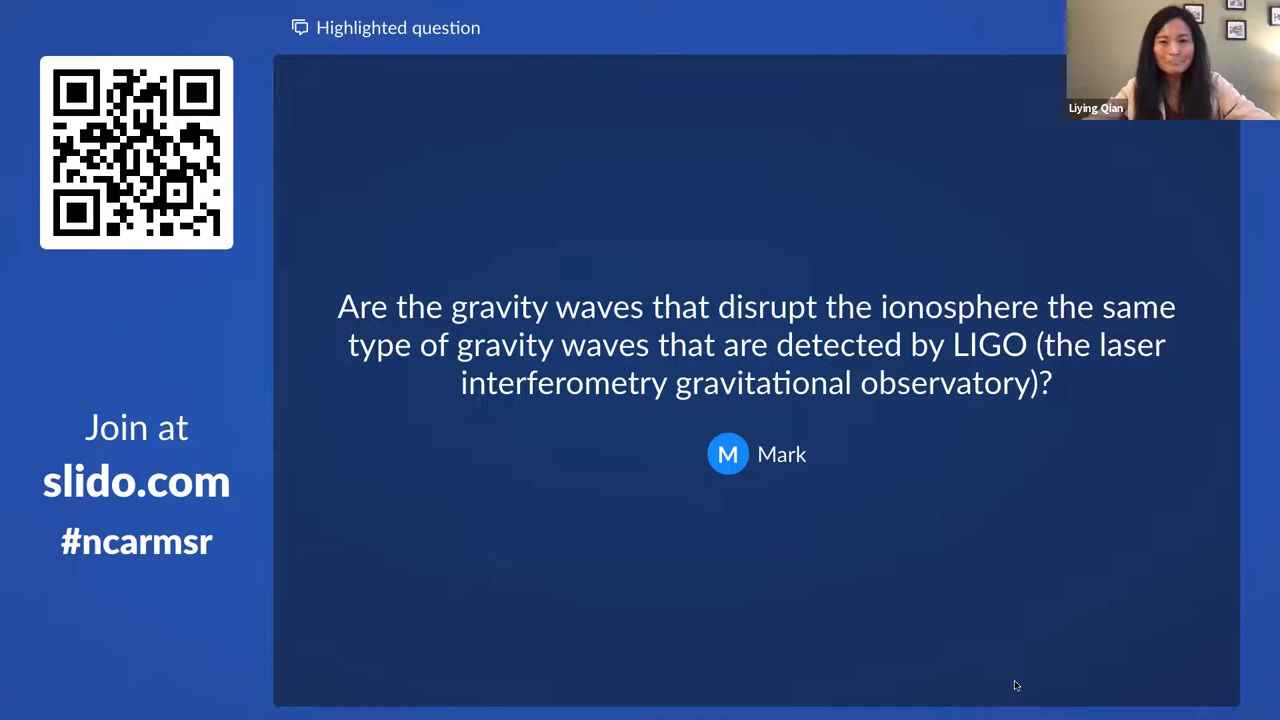 Highlighted question
Liying Qian
Are the gravity waves that disrupt the ionosphere the same
type of gravity waves that are detected by LIGO (the laser
interferometry gravitational observatory)?
M Mark
Join at
slido.com
#ncarmsr